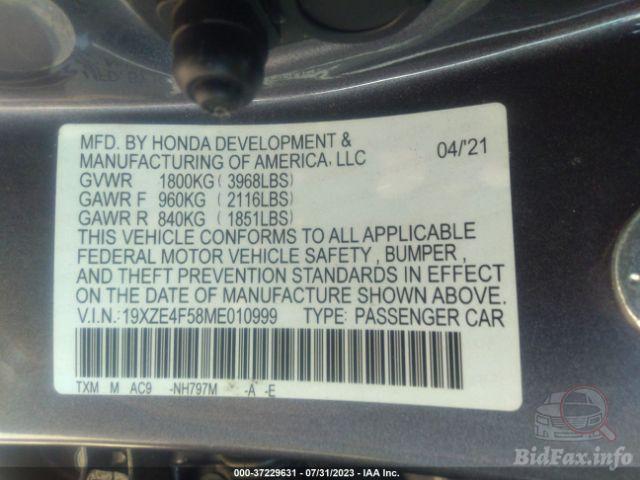 MFD. BY HONDA DEVELOPMENT &
MANUFACTURING OF AMERICA, LLC 04/'21
GVWR 1800KG ( 3968LBS)
GAWR F 960KG ( 2116LBS)
GAWR R 840KG ( 1851LBS)
THIS VEHICLE CONFORMS TO ALL APPLICABLE
FEDERAL MOTOR VEHICLE SAFETY , BUMPER ,
AND THEFT PREVENTION STANDARDS IN EFFECT
ON THE DATE OF MANUFACTURE SHOWN ABOVE.
V.I.N.:19XZE4F58ME010999 TYPE: PASSENGER CAR
TXM M AC9 -NH797M -A -E
BidFax.info
000-37229631 - 07/31/2023 - IAA Inc.